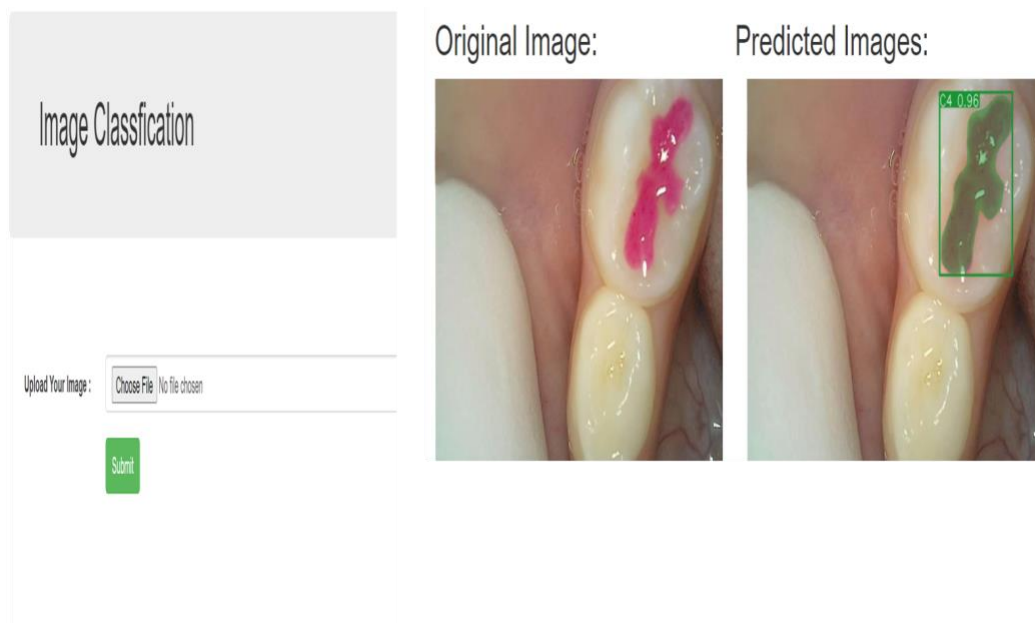 Image Classfication
Upload Your Image :
Choose File No file chosen
Submit
Original Image:
Predicted Images:
C4 0.96